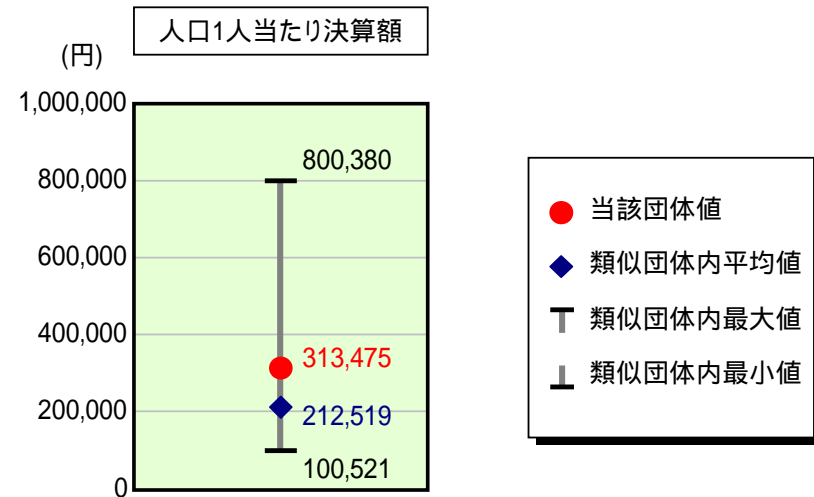 人口1人当たり決算額
(円)
1,000,000
800,000
600,000
400,000
200,000
0
800,380
313,475
212,519
100,521
当該団体値
類似団体内平均値
類似団体内最大値
類似団体内最小値